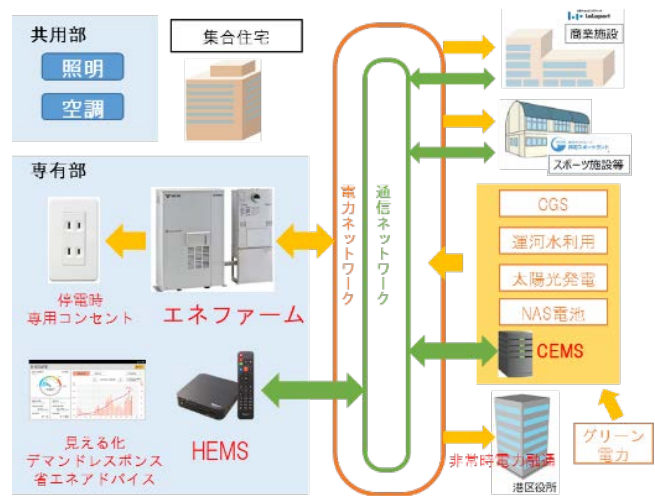 共用部
照明
空調
集合住宅
専有部
停電時
専用コンセント
エネファーム
見える化
デマンドレスポンス
省エネアドバイス
HEMS
電力ネットワーク
通信ネットワーク
LaLaport
商業施設
スポーツ施設等
CGS
運河水利用
太陽光発電
NAS電池
CEMS
グリーン
電力
非常時電力融通
港区役所